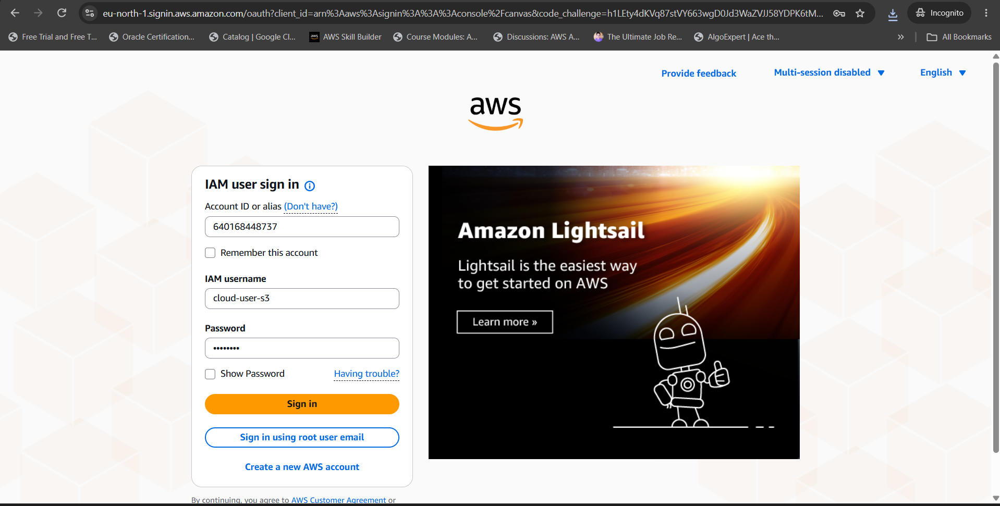 eu-north-1.signin.aws.amazon.com/oauth?client_id=arn%3Aaws%3Asignin%3A%3A%3Aconsole%2Fcanvas&code_challenge=h1LEty4dKVq87stVY663wgD0Jd3WaZVJJ58YDPK6tM...
Incognito
Free Trial and Free T...
Oracle Certification...
Catalog | Google Cl...
aws
AWS Skill Builder
Course Modules: A...
Discussions: AWS A...
The Ultimate Job Re...
AlgoExpert | Ace th...
»
All Bookmarks
Provide feedback
Multi-session disabled
English
aws
IAM user sign in
Account ID or alias (Don't have?)
640168448737
Remember this account
IAM username
cloud-user-s3
Password
••••••••
Show Password
Having trouble?
Sign in
Sign in using root user email
Create a new AWS account
By continuing, you agree to AWS Customer Agreement or
Amazon Lightsail
Lightsail is the easiest way
to get started on AWS
Learn more »